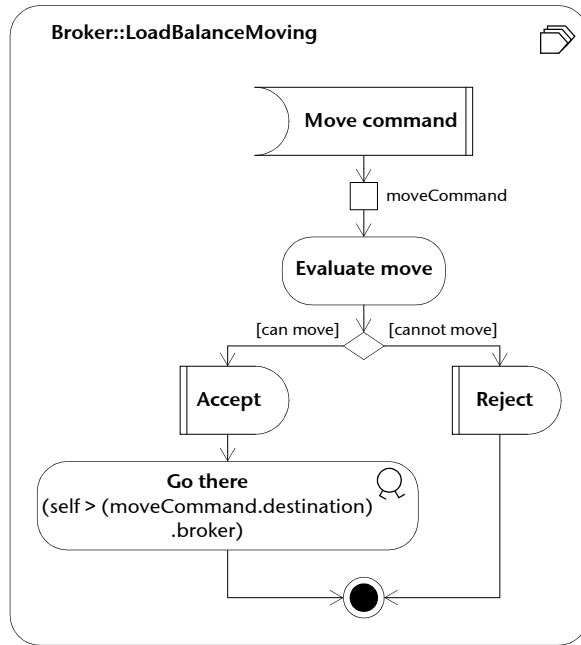 Broker::LoadBalanceMoving
Move command
moveCommand
Evaluate move
[can move]
[cannot move]
Accept
Reject
Go there
(self > (moveCommand.destination)
.broker)